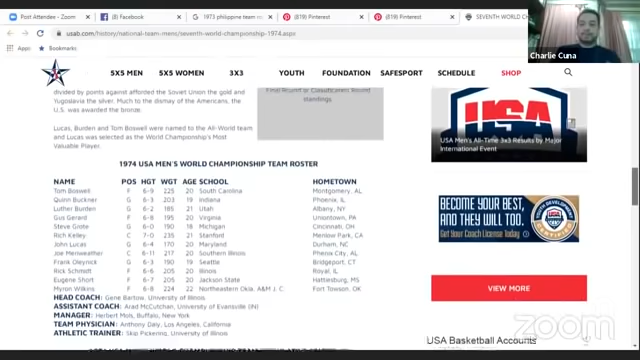 Post Attendee - Zoom
(8) Facebook
1973 philippine team n
(819) Pinterest
(819) Pinterest
SEVENTH WORLD CH
usab.com/history/national-team-mens/seventh-world-championship-1974.aspx
Apps
Bookmarks
Charlie Cuna
5X5 MEN 5X5 WOMEN 3X3 YOUTH FOUNDATION SAFESPORT SCHEDULE SHOP
divided by points against afforded the Soviet Union the gold and
Yugoslavia the silver. Much to the dismay of the Americans, the
U.S. was awarded the bronze.
Final Round or Classification Round
standings.
Lucas, Burden and Tom Boswell were named to the All-World team
and Lucas was selected as the World Championship's Most
Valuable Player.
USA
USA Men's All-Time 3x3 Results by Major
International Event
1974 USA MEN'S WORLD CHAMPIONSHIP TEAM ROSTER
NAME POS HGT WGT AGE SCHOOL HOMETOWN
Tom Boswell F 6-9 225 20 South Carolina Montgomery, AL
Quinn Buckner G 6-3 203 19 Indiana Phoenix, IL
Luther Burden G 6-2 185 21 Utah Albany, NY
Gus Gerard F 6-8 195 20 Virginia Uniontown, PA
Steve Grote G 6-0 190 18 Michigan Cincinnati, OH
Rich Kelley C 7-0 235 21 Stanford Menlow Park, CA
John Lucas G 6-4 170 20 Maryland Durham, NC
Joe Meriweather C 6-11 217 20 Southern Illinois Phenix City, AL
Frank Oleynick G 6-3 190 19 Seattle Bridgeport, CT
Rick Schmidt F 6-6 205 20 Illinois Royal, IL
Eugene Short F 6-7 205 20 Jackson State Hattiesburg, MS
Myron Wilkins F 6-8 224 22 Northeastern Okla. A&M J. C. Fort Towson, OK
HEAD COACH: Gene Bartow, University of Illinois
ASSISTANT COACH: Arad McCutchan, University of Evansville (IN)
MANAGER: Herbert Mols, Buffalo, New York
TEAM PHYSICIAN: Anthony Daly, Los Angeles, California
ATHLETIC TRAINER: Skip Pickering, University of Illinois
BECOME YOUR BEST,
AND THEY WILL TOO.
Get Your Coach License Today
YOUTH DEVELOPMENT
CERTIFIED
VIEW MORE
USA Basketball Accounts
zoom